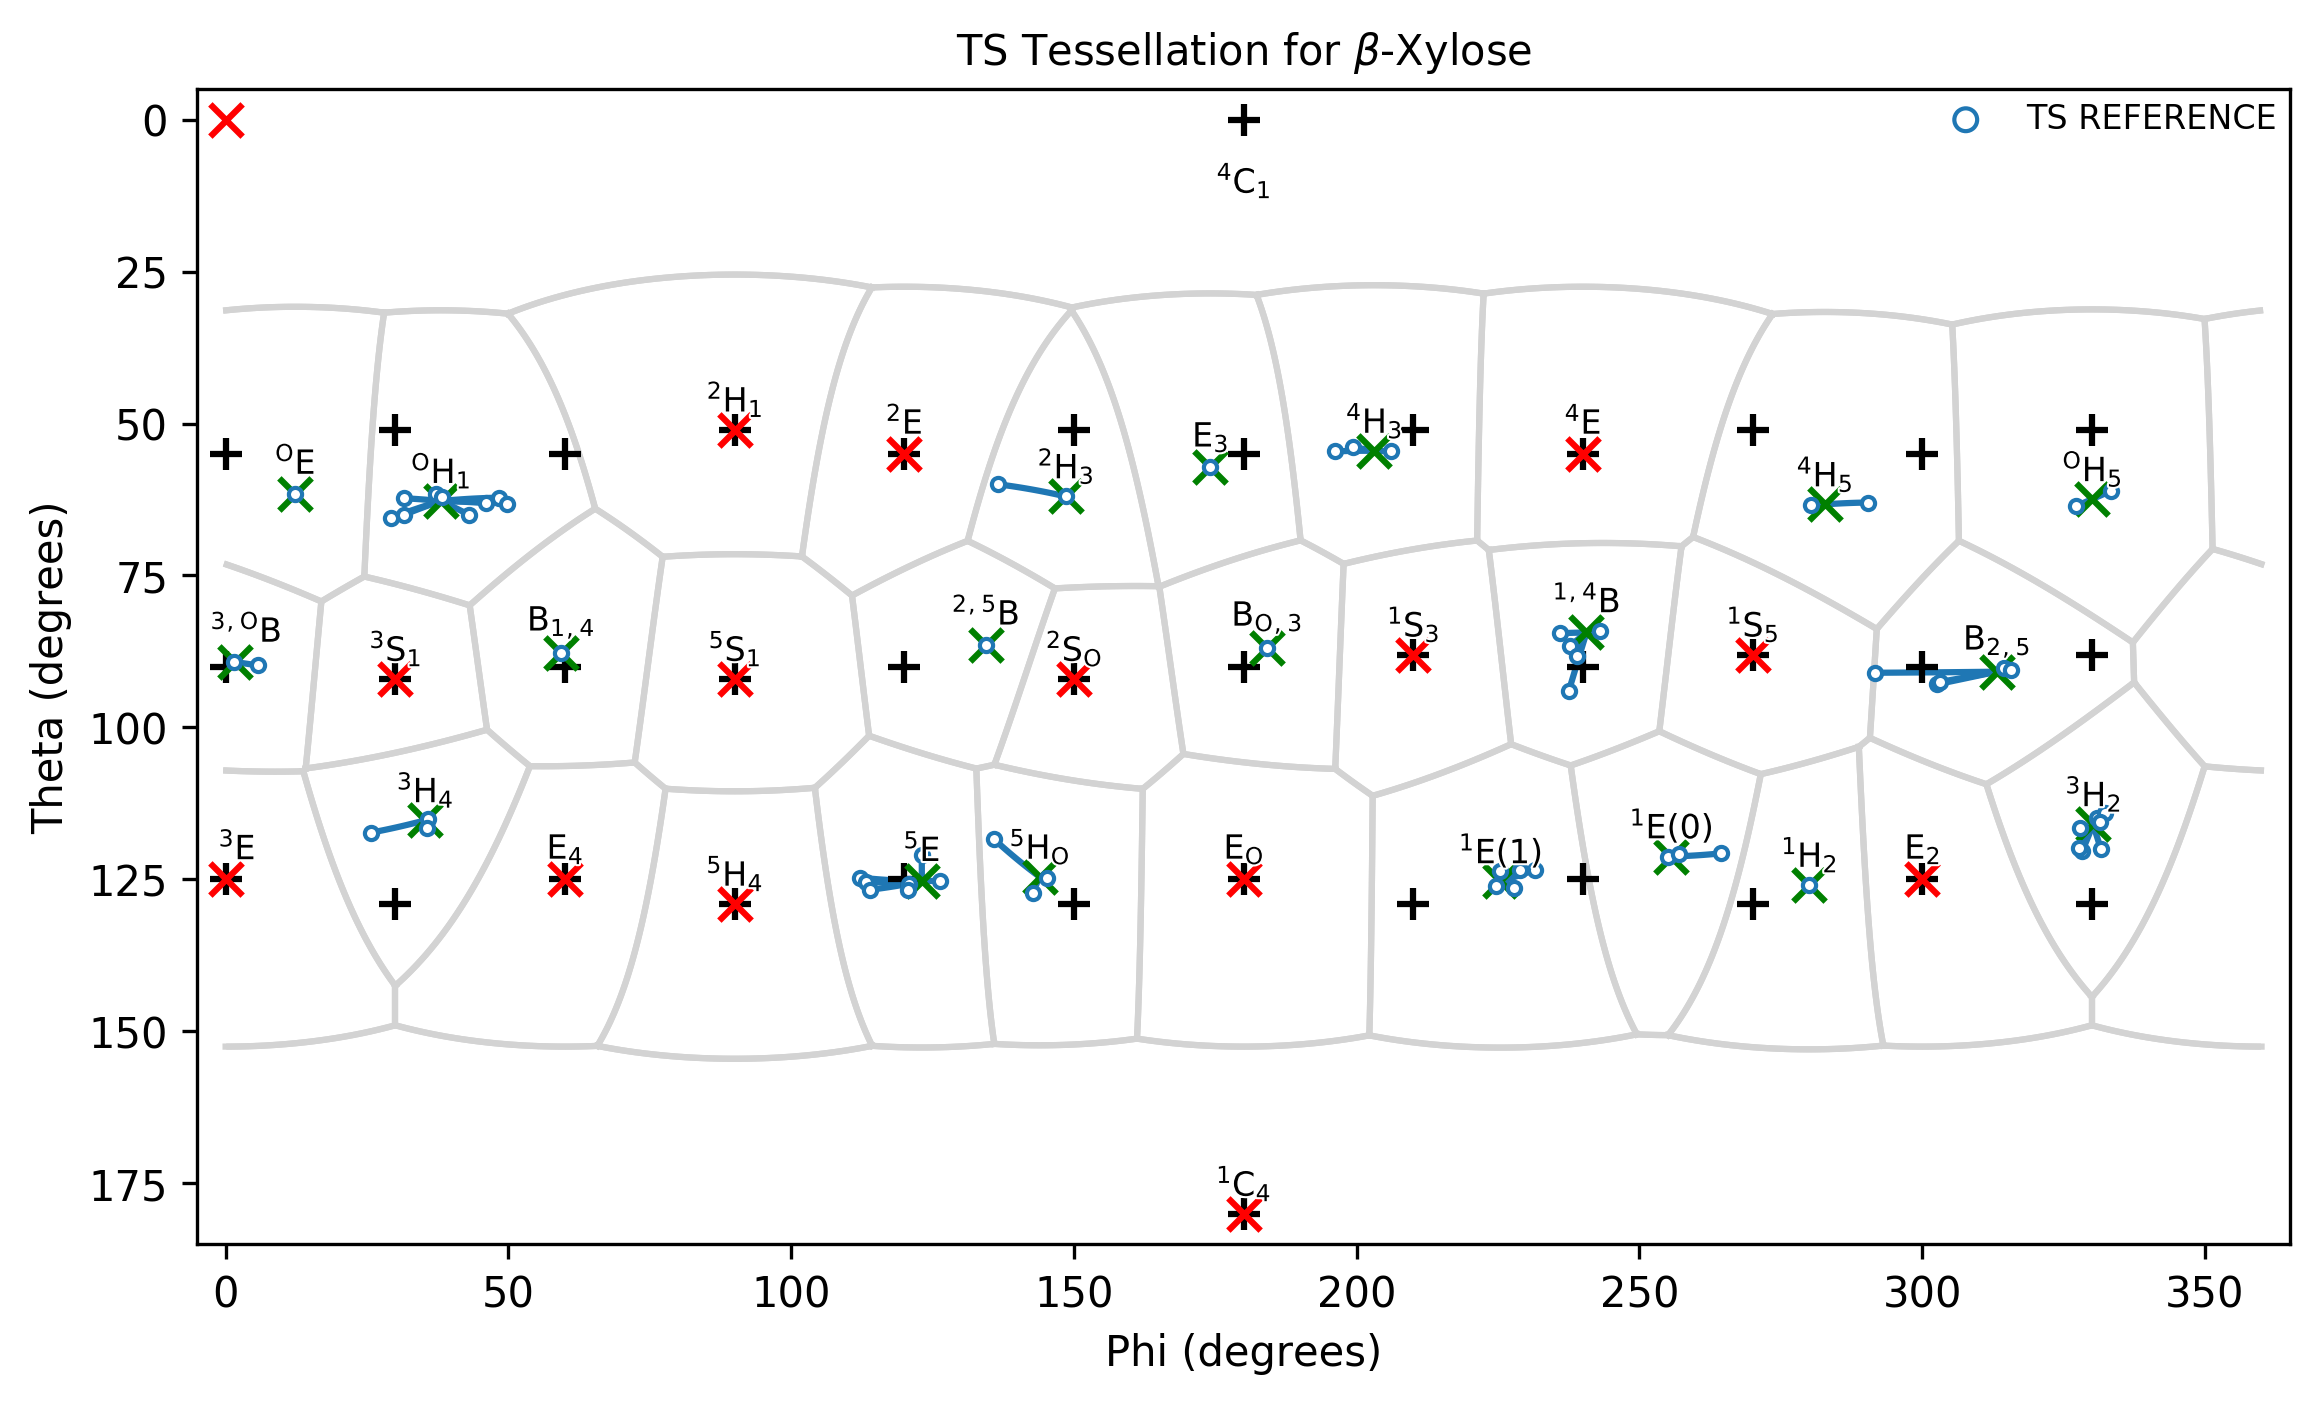 TS Tessellation for β-Xylose
TS REFERENCE
⁴C₁
²H₁
²E
²H₃
E₃
⁴H₃
⁴E
⁴H₅
ᴼH₅
ᴼE
ᴼH₁
³,ᴼB
³S₁
B₁,₄
⁵S₁
²,⁵B
²Sₒ
Bₒ,₃
¹S₃
¹,⁴B
¹S₅
B₂,₅
³E
³H₄
E₄
⁵H₄
⁵E
⁵Hₒ
Eₒ
¹E(1)
¹E(0)
¹H₂
E₂
³H₂
¹C₄
0
25
50
75
100
125
150
175
Theta (degrees)
0 50 100 150 200 250 300 350
Phi (degrees)